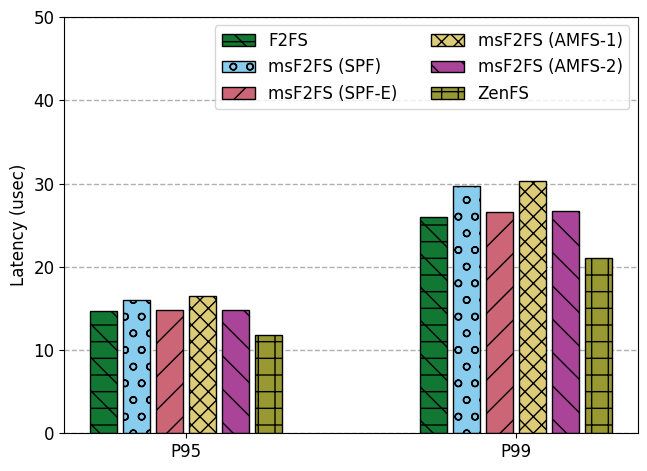 50
40
30
20
10
0
Latency (usec)
F2FS
msF2FS (SPF)
msF2FS (SPF-E)
msF2FS (AMFS-1)
msF2FS (AMFS-2)
ZenFS
P95
P99